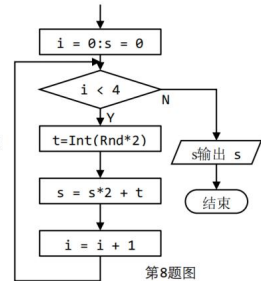 i = 0:s = 0
i < 4
N
Y
t=Int(Rnd*2)
s输出 s
s = s*2 + t
结束
i = i + 1
第8题图